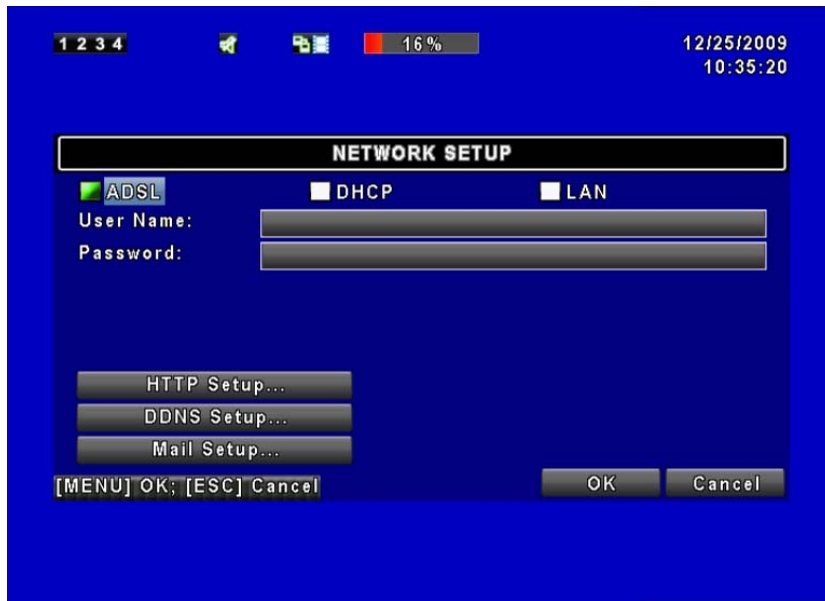 1 2 3 4 16% 12/25/2009
10:35:20
NETWORK SETUP
ADSL DHCP LAN
User Name:
Password:
HTTP Setup...
DDNS Setup...
Mail Setup...
[MENU] OK; [ESC] Cancel OK Cancel